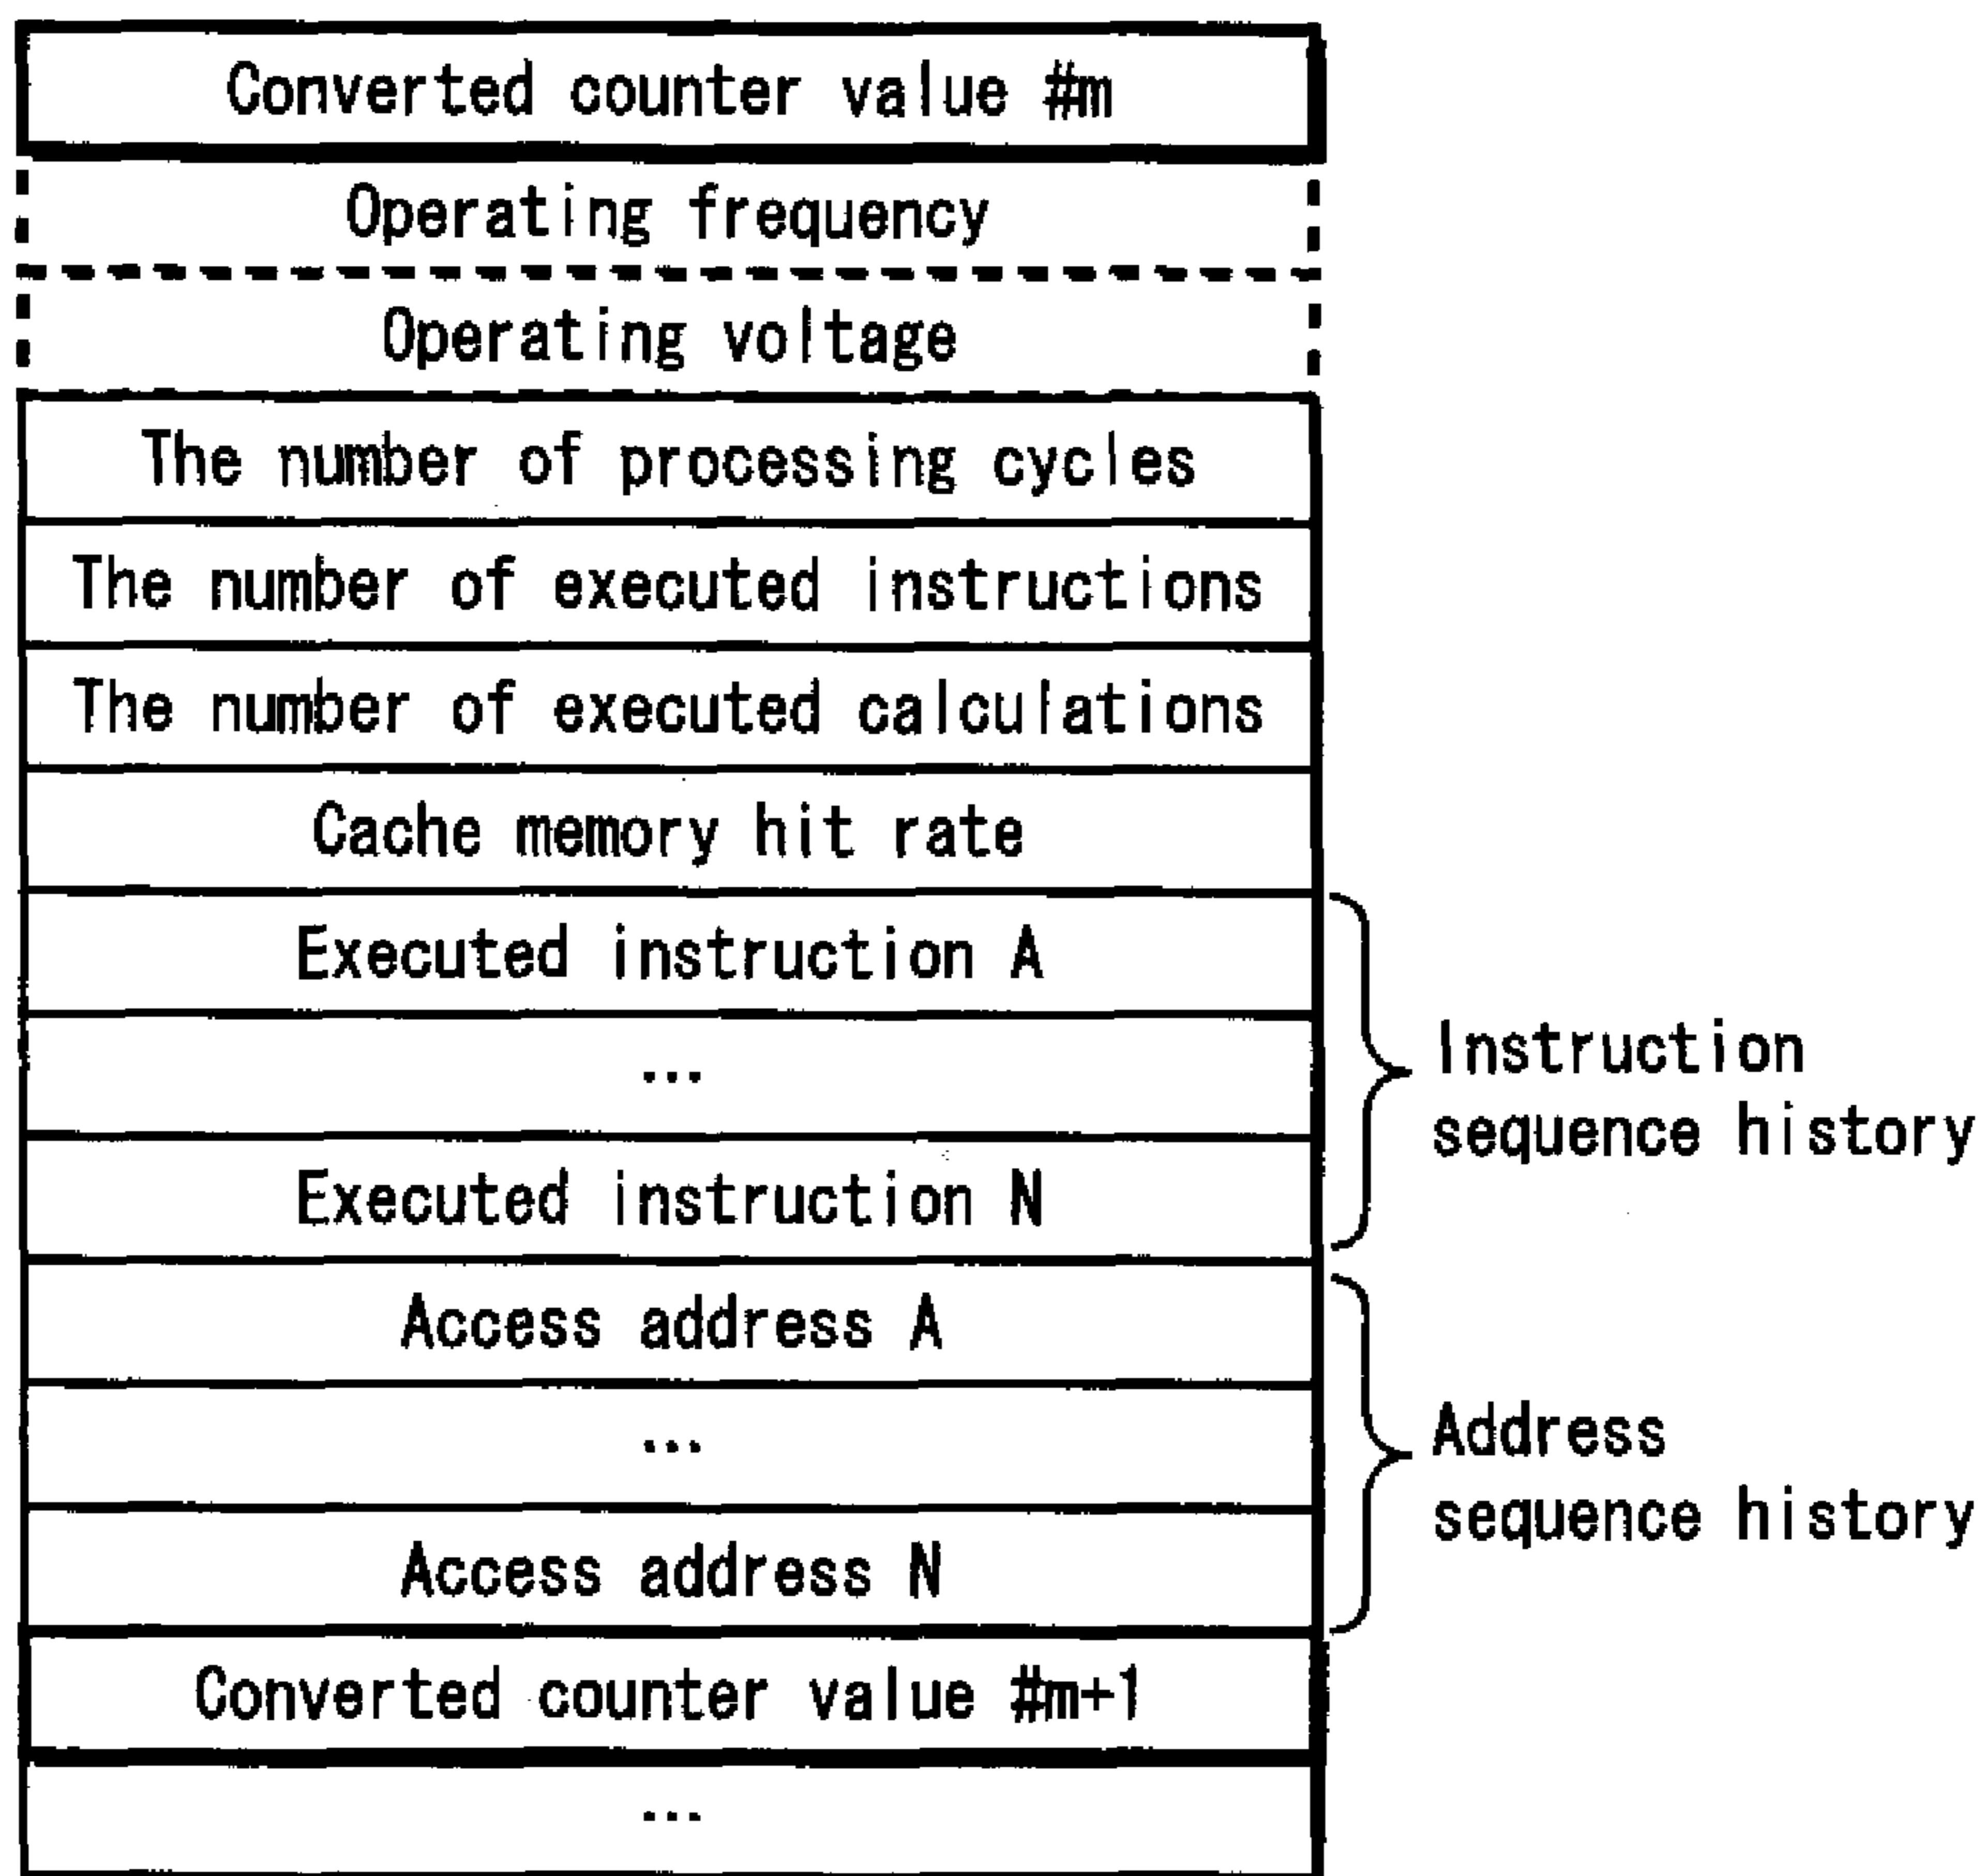 Converted counter value #m
Operating frequency
Operating voltage
The number of processing cycles
The number of executed instructions
The number of executed calculations
Cache memory hit rate
Executed instruction A
...
Executed instruction N
Instruction
sequence history
Access address A
...
Access address N
Address
sequence history
Converted counter value #m+1
...